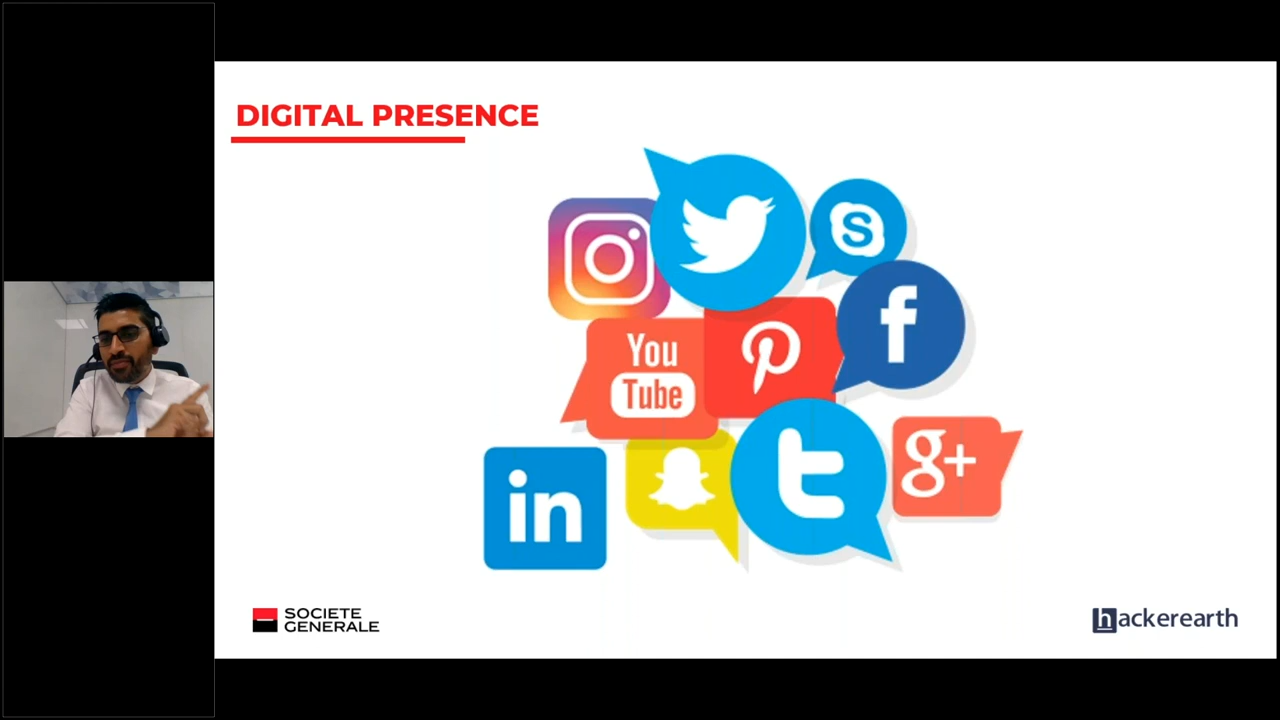 DIGITAL PRESENCE
S
f
You
Tube
P
in
t
g+
SOCIETE
GENERALE
hackerearth